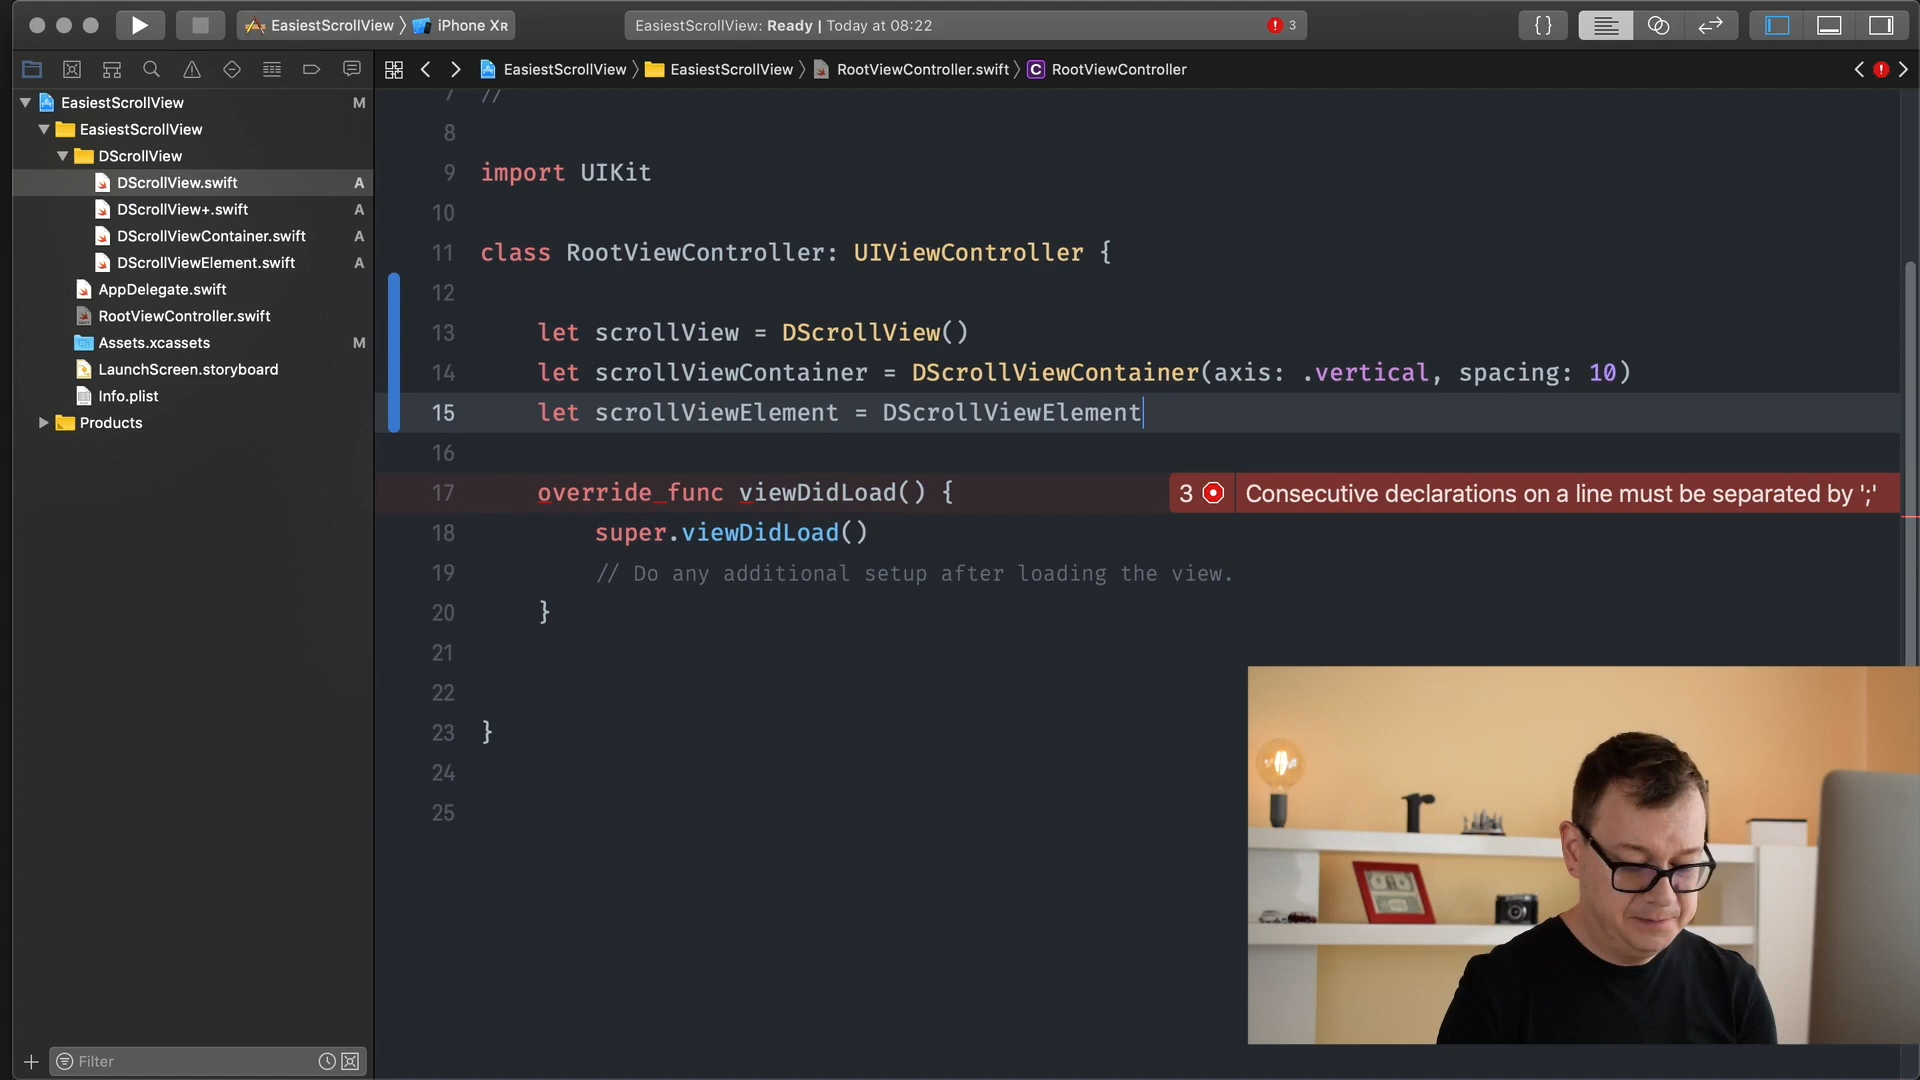 EasiestScrollView 〉 iPhone XR
EasiestScrollView: Ready | Today at 08:22
3
{}
EasiestScrollView 〉 EasiestScrollView 〉 RootViewController.swift 〉 C RootViewController
EasiestScrollView M
EasiestScrollView
DScrollView
DScrollView.swift A
DScrollView+.swift A
DScrollViewContainer.swift A
DScrollViewElement.swift A
AppDelegate.swift
RootViewController.swift
Assets.xcassets M
LaunchScreen.storyboard
Info.plist
Products
Filter
7 //
8
9 import UIKit
10
11 class RootViewController: UIViewController {
12
13 let scrollView = DScrollView()
14 let scrollViewContainer = DScrollViewContainer(axis: .vertical, spacing: 10)
15 let scrollViewElement = DScrollViewElement
16
17 override func viewDidLoad() { 3 Consecutive declarations on a line must be separated by ';'
18 super.viewDidLoad()
19 // Do any additional setup after loading the view.
20 }
21
22
23 }
24
25